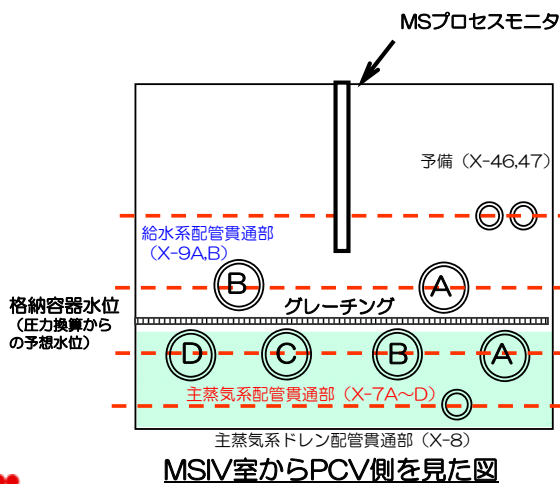 MSプロセスモニタ
予備（X-46,47）
給水系配管貫通部
（X-9A,B）
B
A
グレーチング
格納容器水位
（圧力換算から
の予想水位）
D
C
B
A
主蒸気系配管貫通部（X-7A～D）
主蒸気系ドレン配管貫通部（X-8）
MSIV室からPCV側を見た図